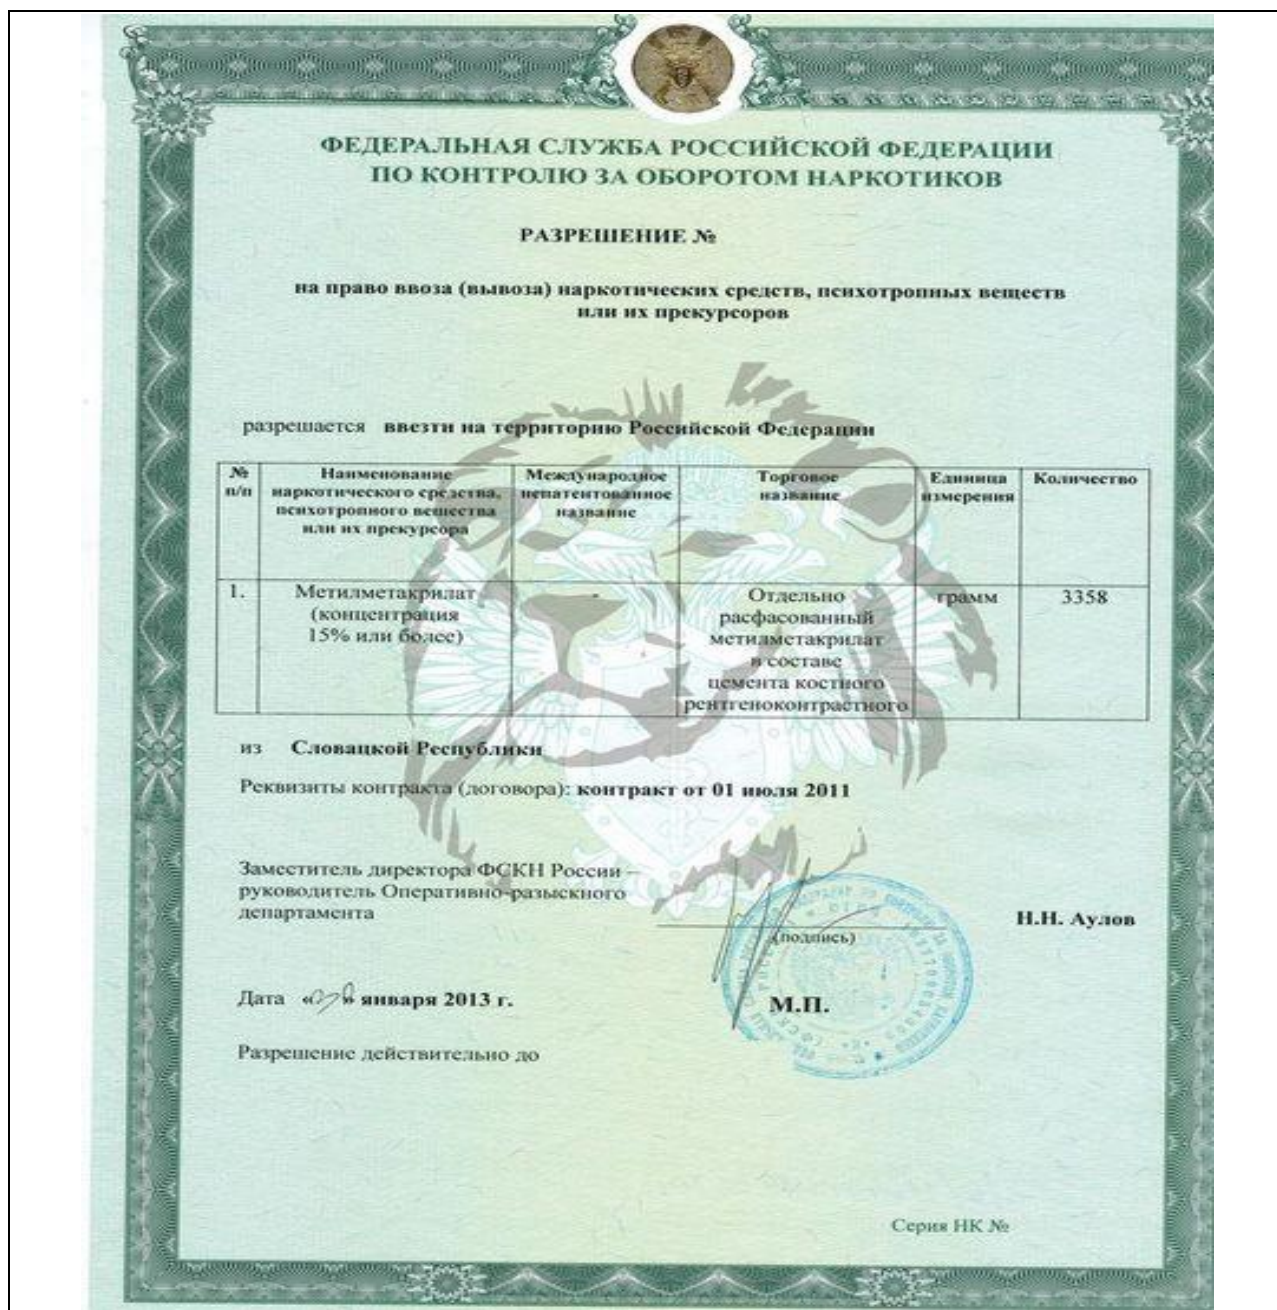 ФЕДЕРАЛЬНАЯ СЛУЖБА РОССИЙСКОЙ ФЕДЕРАЦИИ
ПО КОНТРОЛЮ ЗА ОБОРОТОМ НАРКОТИКОВ
РАЗРЕШЕНИЕ №
на право ввоза (вывоза) наркотических средств, психотропных веществ
или их прекурсоров
разрешается ввезти на территорию Российской Федерации
№ п/п
Наименование
наркотического средства,
психотропного вещества
или их прекурсора
Международное
непатентованное
название
Торговое
название
Единица
измерения
Количество
1.
Метилметакрилат
(концентрация
15% или более)
-
Отдельно
расфасованный
метилметакрилат
в составе
цемента костного
рентгеноконтрастного
грамм
3358
из Словацкой Республики
Реквизиты контракта (договора): контракт от 01 июля 2011
Заместитель директора ФСКН России –
руководитель Оперативно-разыскного
департамента
(подпись)
Н.Н. Аулов
Дата « » января 2013 г.
М.П.
Разрешение действительно до
Серия НК №